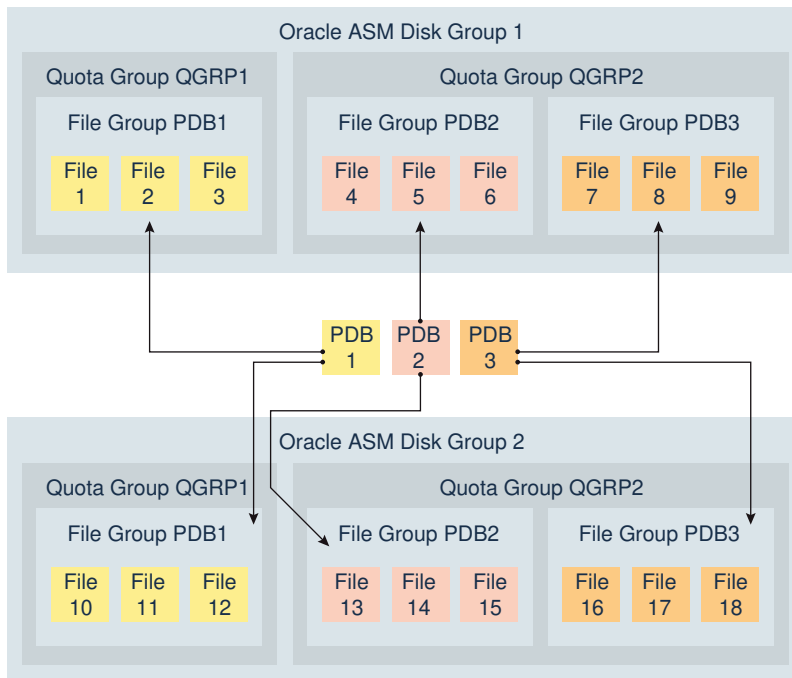 Oracle ASM Disk Group 1
Quota Group QGRP1
Quota Group QGRP2
File Group PDB1
File Group PDB2
File Group PDB3
File 1
File 2
File 3
File 4
File 5
File 6
File 7
File 8
File 9
PDB 1
PDB 2
PDB 3
Oracle ASM Disk Group 2
Quota Group QGRP1
Quota Group QGRP2
File Group PDB1
File Group PDB2
File Group PDB3
File 10
File 11
File 12
File 13
File 14
File 15
File 16
File 17
File 18